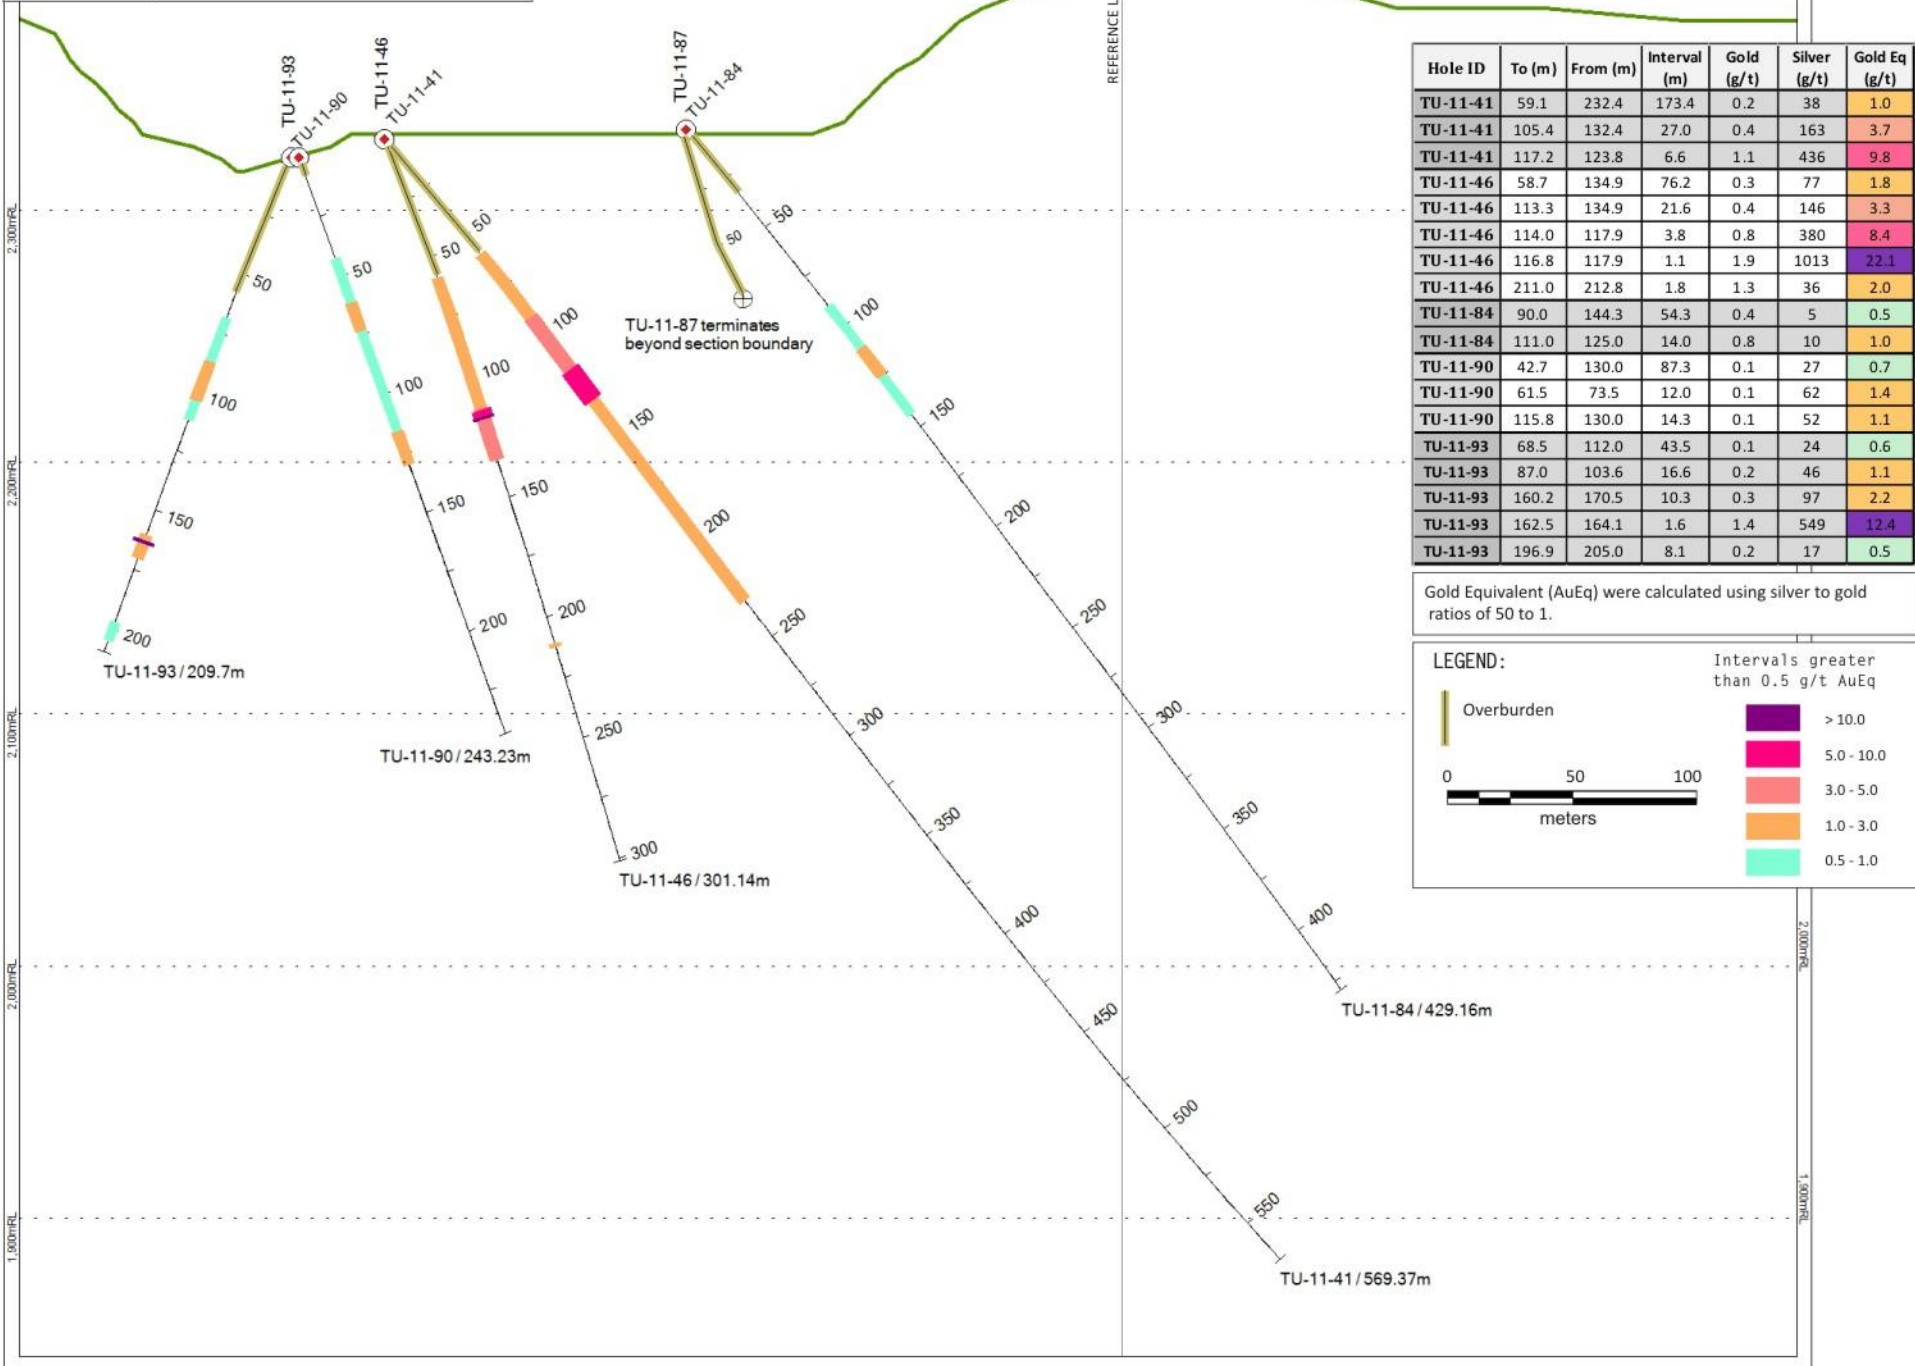 REFERENCE L
TU-11-93
TU-11-90
TU-11-46
TU-11-41
TU-11-87
TU-11-84
Hole ID To (m) From (m) Interval (m) Gold (g/t) Silver (g/t) Gold Eq (g/t)
TU-11-41 59.1 232.4 173.4 0.2 38 1.0
TU-11-41 105.4 132.4 27.0 0.4 163 3.7
TU-11-41 117.2 123.8 6.6 1.1 436 9.8
TU-11-46 58.7 134.9 76.2 0.3 77 1.8
TU-11-46 113.3 134.9 21.6 0.4 146 3.3
TU-11-46 114.0 117.9 3.8 0.8 380 8.4
TU-11-46 116.8 117.9 1.1 1.9 1013 22.1
TU-11-46 211.0 212.8 1.8 1.3 36 2.0
TU-11-84 90.0 144.3 54.3 0.4 5 0.5
TU-11-84 111.0 125.0 14.0 0.8 10 1.0
TU-11-90 42.7 130.0 87.3 0.1 27 0.7
TU-11-90 61.5 73.5 12.0 0.1 62 1.4
TU-11-90 115.8 130.0 14.3 0.1 52 1.1
TU-11-93 68.5 112.0 43.5 0.1 24 0.6
TU-11-93 87.0 103.6 16.6 0.2 46 1.1
TU-11-93 160.2 170.5 10.3 0.3 97 2.2
TU-11-93 162.5 164.1 1.6 1.4 549 12.4
TU-11-93 196.9 205.0 8.1 0.2 17 0.5
Gold Equivalent (AuEq) were calculated using silver to gold
ratios of 50 to 1.
LEGEND:
Overburden
0 50 100
meters
Intervals greater
than 0.5 g/t AuEq
> 10.0
5.0 - 10.0
3.0 - 5.0
1.0 - 3.0
0.5 - 1.0
2,300mRL
2,200mRL
2,100mRL
2,000mRL
1,900mRL
2,000mRL
1,900mRL
50
100
150
200
TU-11-93 / 209.7m
50
100
150
200
TU-11-90 / 243.23m
50
100
150
200
250
300
TU-11-46 / 301.14m
50
100
150
200
250
300
350
400
450
500
550
TU-11-41 / 569.37m
50
TU-11-87 terminates
beyond section boundary
50
100
150
200
250
300
350
400
TU-11-84 / 429.16m